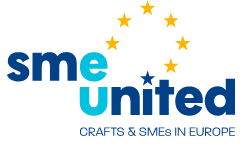 sme
united
CRAFTS & SMEs IN EUROPE